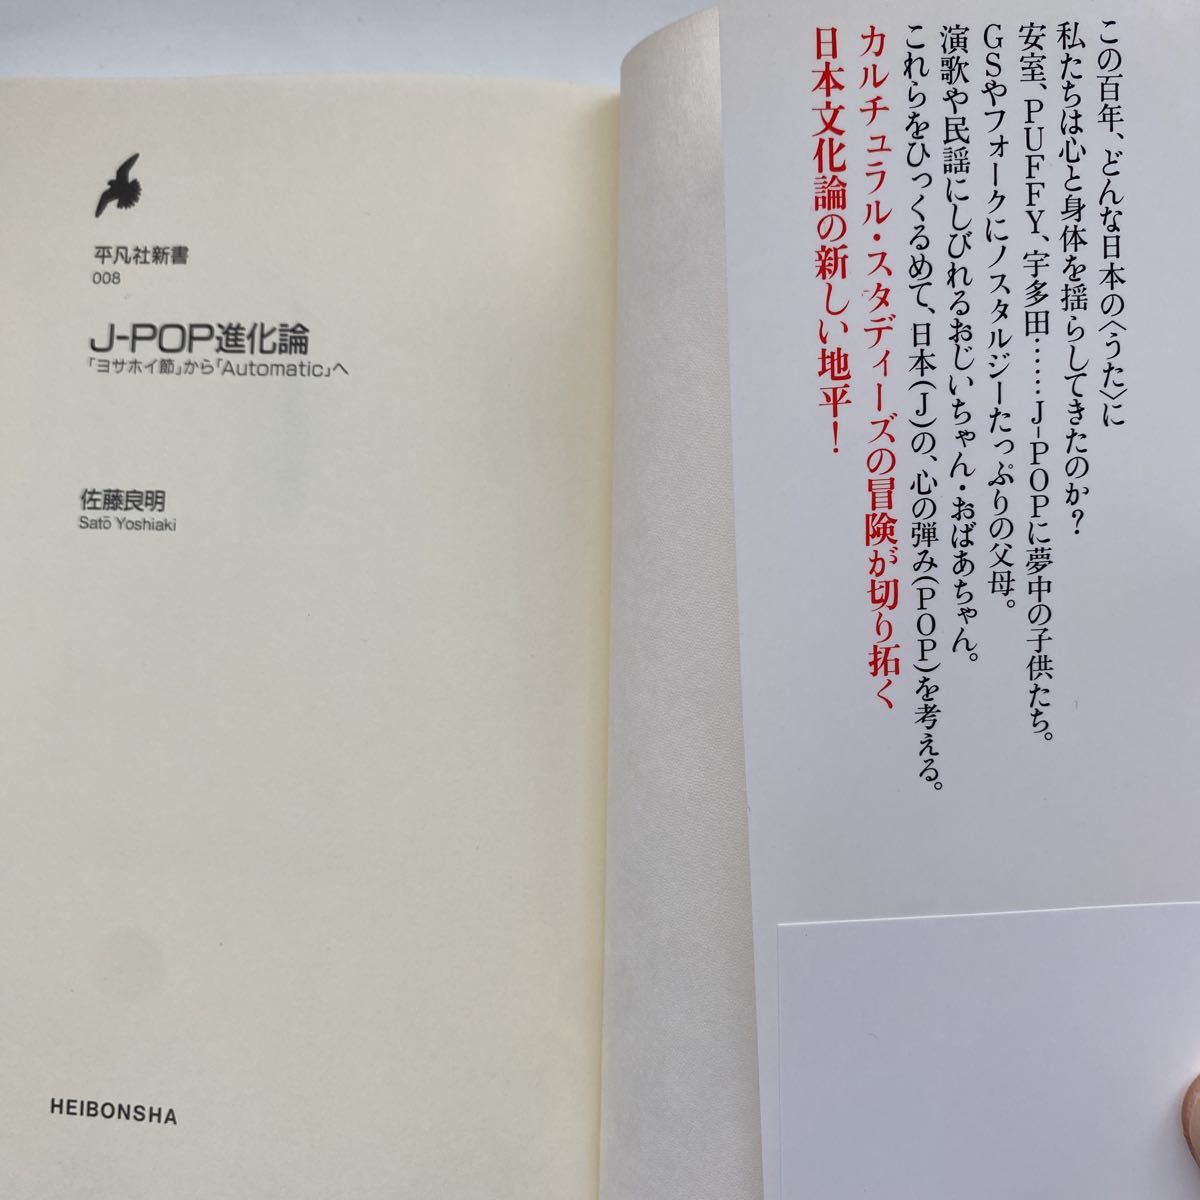 平凡社新書
008
J-POP進化論
「ヨサホイ節」から「Automatic」へ
佐藤良明
Satō Yoshiaki
HEIBONSHA
この百年、どんな日本の〈うた〉に
私たちは心と身体を揺らしてきたのか？
安室、PUFFY、宇多田……J-POPに夢中の子供たち。
GSやフォークにノスタルジーたっぷりの父母。
演歌や民謡にしびれるおじいちゃん・おばあちゃん。
これらをひっくるめて、日本(J)の、心の弾み(POP)を考える。
カルチュラル・スタディーズの冒険が切り拓く
日本文化論の新しい地平！